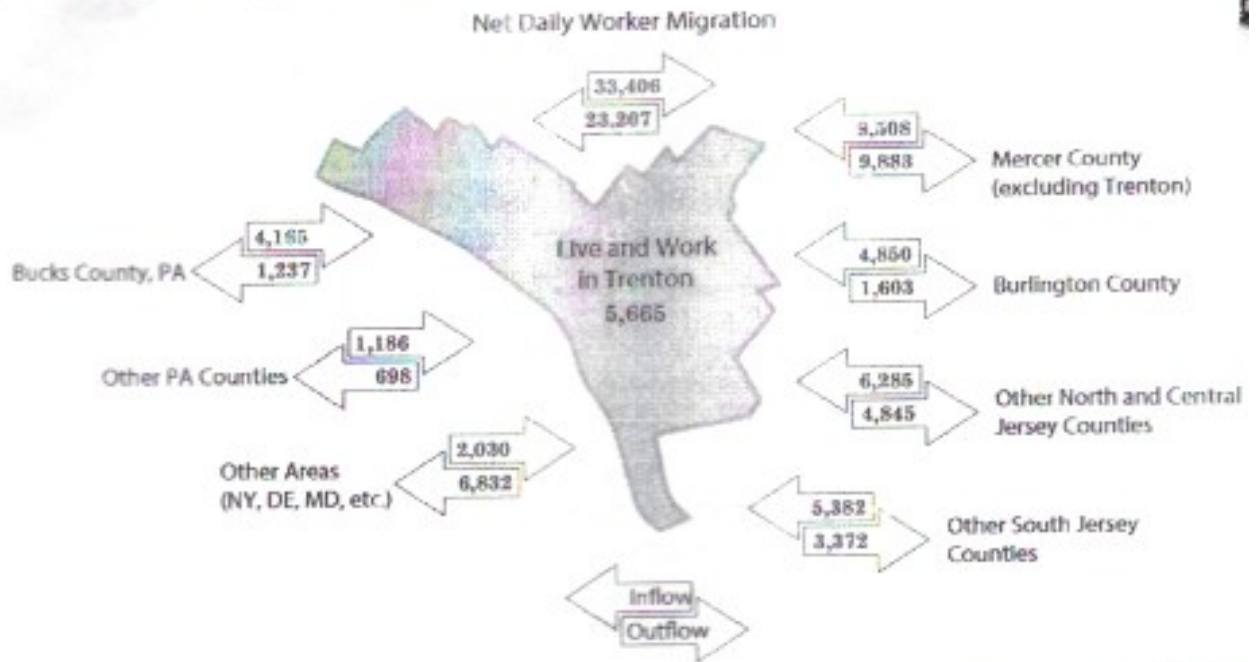 Net Daily Worker Migration
33,406
23,207
9,508
9,883
Mercer County
(excluding Trenton)
4,165
1,237
Bucks County, PA
Live and Work
in Trenton
5,665
4,850
1,603
Burlington County
1,186
698
Other PA Counties
6,285
4,845
Other North and Central
Jersey Counties
2,030
6,832
Other Areas
(NY, DE, MD, etc.)
5,382
3,372
Other South Jersey
Counties
Inflow
Outflow